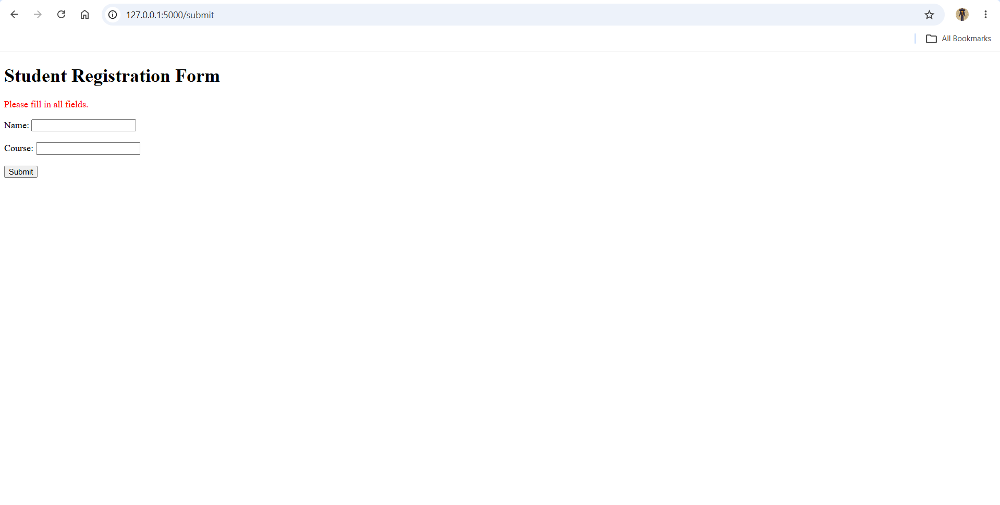 127.0.0.1:5000/submit
All Bookmarks
Student Registration Form
Please fill in all fields.
Name:
Course:
Submit